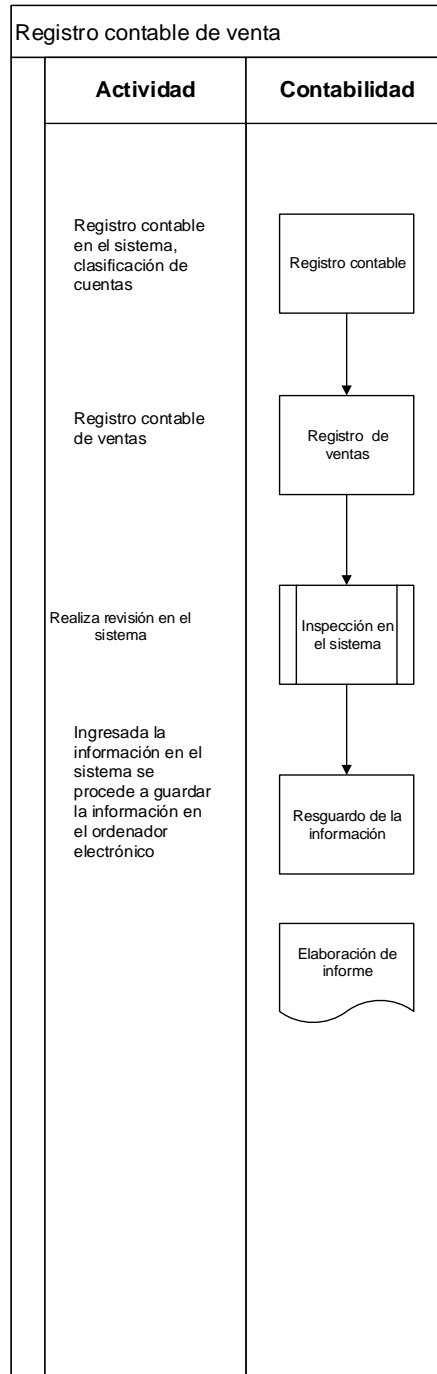 Registro contable de venta
Actividad
Contabilidad
Registro contable
en el sistema,
clasificación de
cuentas
Registro contable
Registro contable
de ventas
Registro de
ventas
Realiza revisión en el
sistema
Inspección en
el sistema
Ingresada la
información en el
sistema se
procede a guardar
la información en
el ordenador
electrónico
Resguardo de la
información
Elaboración de
informe